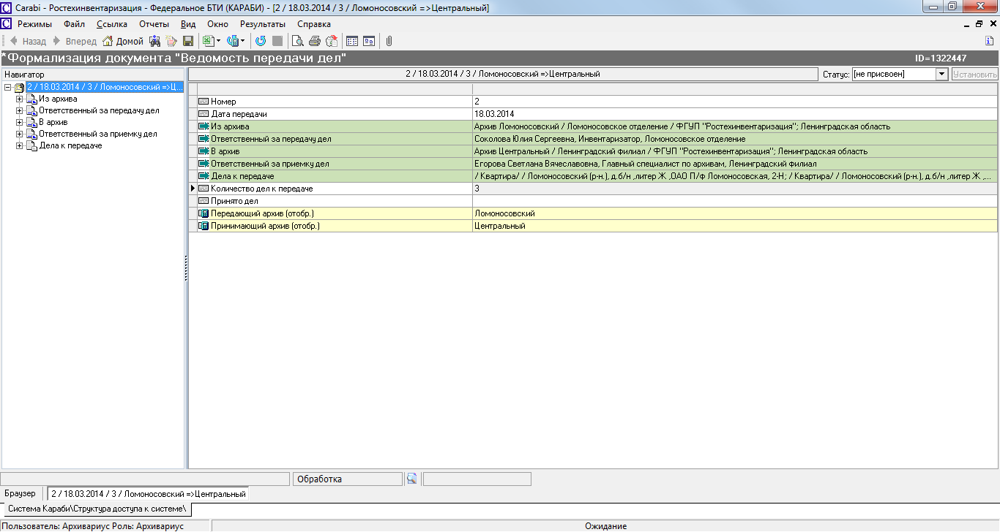 Carabi - Ростехинвентаризация - Федеральное БТИ (КАРАБИ) - [2 / 18.03.2014 / 3 / Ломоносовский =>Центральный]
Режимы Файл Ссылка Отчеты Вид Окно Результаты Справка
Назад Вперед Домой
*Формализация документа "Ведомость передачи дел" ID=1322447
Навигатор
2 / 18.03.2014 / 3 / Ломоносовский =>Ц...
Из архива
Ответственный за передачу дел
В архив
Ответственный за приемку дел
Дела к передаче
2 / 18.03.2014 / 3 / Ломоносовский =>Центральный Статус: [не присвоен] Установить
Номер 2
Дата передачи 18.03.2014
Из архива Архив Ломоносовский / Ломоносовское отделение / ФГУП "Ростехинвентаризация"; Ленинградская область
Ответственный за передачу дел Соколова Юлия Сергеевна, Инвентаризатор, Ломоносовское отделение
В архив Архив Центральный / Ленинградский филиал / ФГУП "Ростехинвентаризация"; Ленинградская область
Ответственный за приемку дел Егорова Светлана Вячеславовна, Главный специалист по архивам, Ленинградский Филиал
Дела к передаче / Квартира/ / Ломоносовский (р-н.), д.б/н ,литер Ж ,ОАО П/Ф Ломоносовская, 2-Н; / Квартира/ / Ломоносовский (р-н.), д.б/н ,литер Ж ,...
Количество дел к передаче 3
Принято дел
Передающий архив (отобр.) Ломоносовский
Принимающий архив (отобр.) Центральный
Обработка
Браузер 2 / 18.03.2014 / 3 / Ломоносовский =>Центральный
Система Караби\Структура доступа к системе\
Пользователь: Архивариус Роль: Архивариус Ожидание